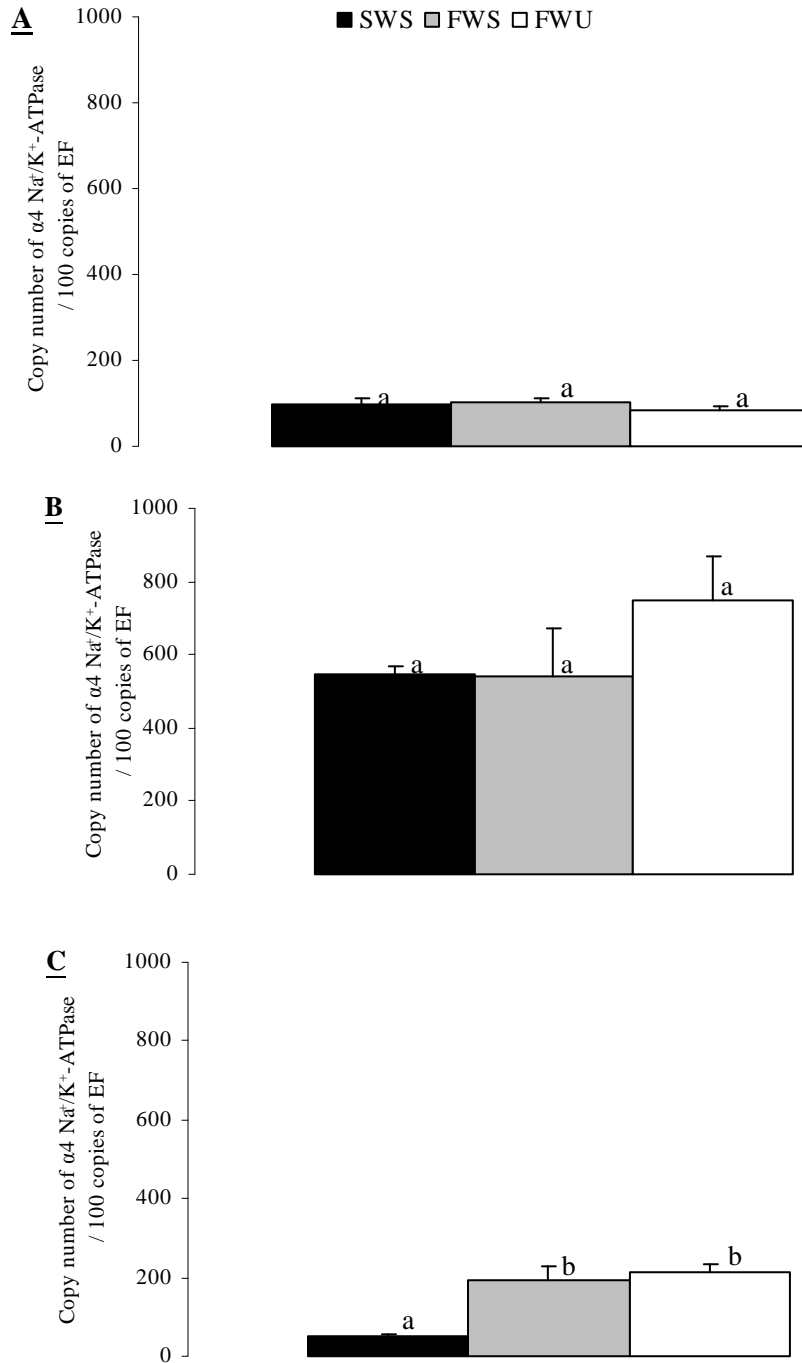 A
SWS FWS FWU
Copy number of α4 Na⁺/K⁺-ATPase
/ 100 copies of EF
1000
800
600
400
200
0
a
a
a
B
Copy number of α4 Na⁺/K⁺-ATPase
/ 100 copies of EF
1000
800
600
400
200
0
a
a
a
C
Copy number of α4 Na⁺/K⁺-ATPase
/ 100 copies of EF
1000
800
600
400
200
0
a
b
b